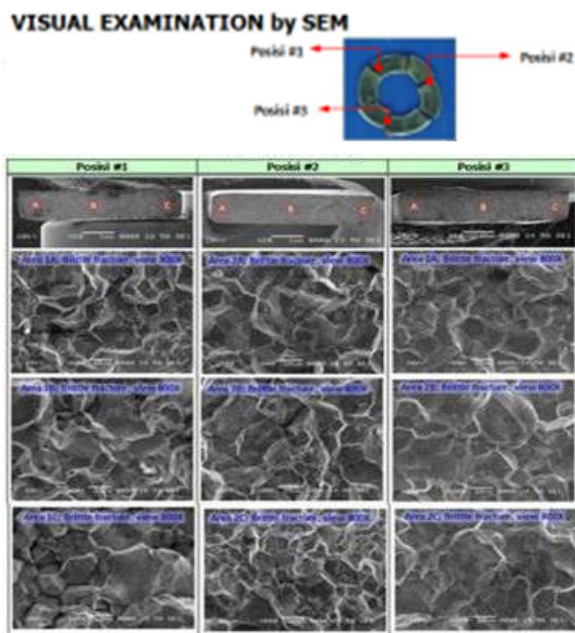 VISUAL EXAMINATION by SEM
Posisi #1
Posisi #2
Posisi #3
Posisi #1 Posisi #2 Posisi #3
A B C A B C A B C
Area 1A: Brittle fracture, view 800X Area 2A: Brittle fracture, view 800X Area 2A: Brittle fracture, view 800X
Area 1B: Brittle fracture, view 800X Area 2B: Brittle fracture, view 800X Area 2B: Brittle fracture, view 800X
Area 1C: Brittle fracture, view 800X Area 2C: Brittle fracture, view 800X Area 2C: Brittle fracture, view 800X